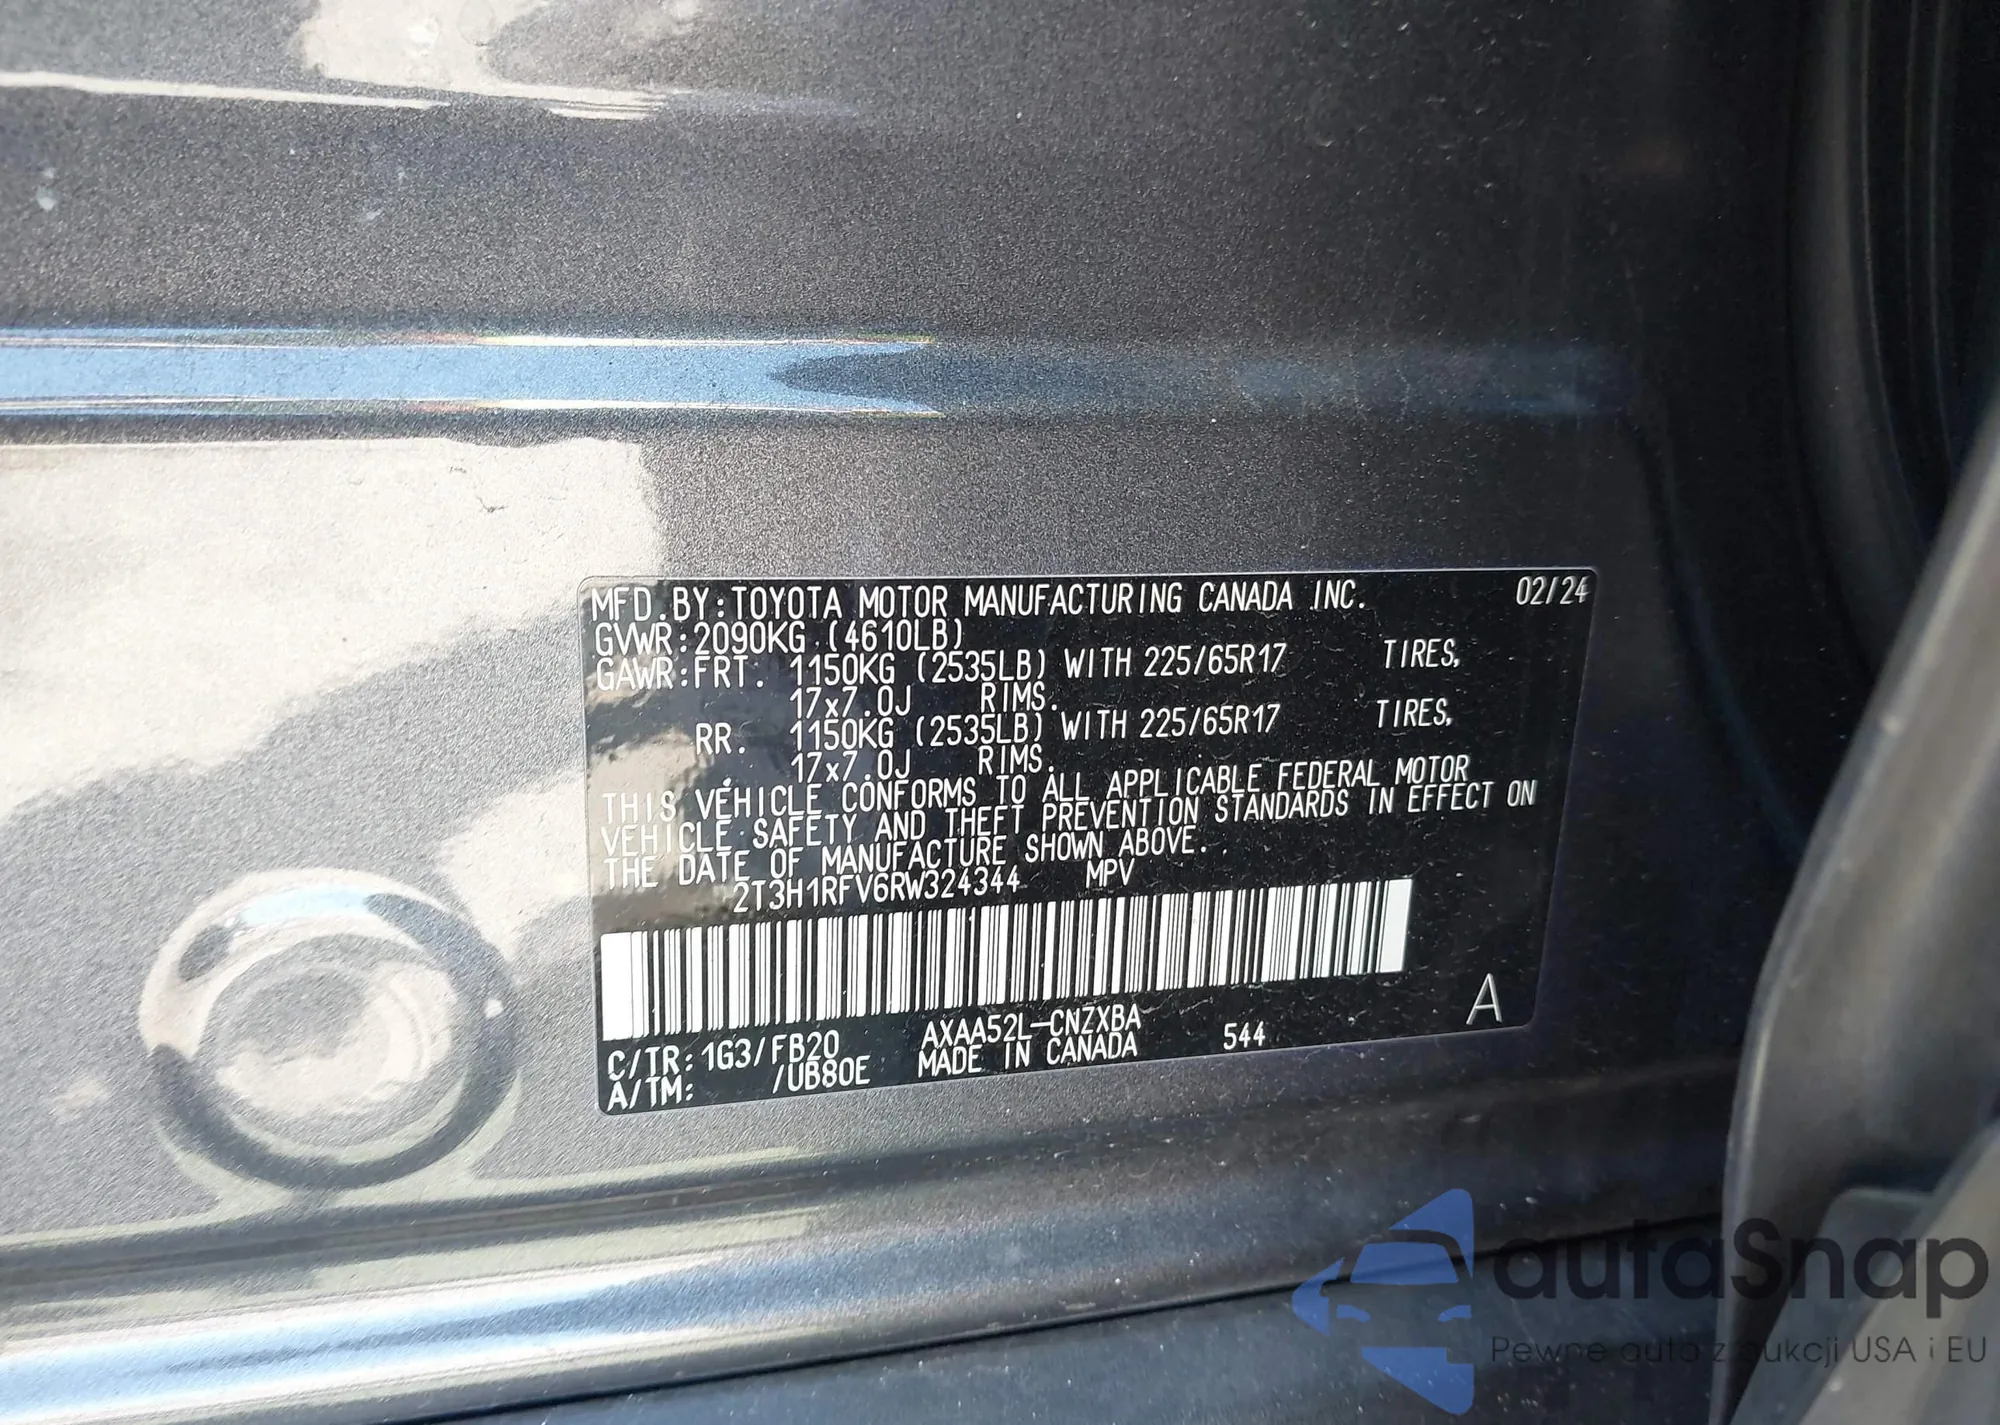 MFD.BY:TOYOTA MOTOR MANUFACTURING CANADA INC. 02/24
GVWR:2090KG (4610LB)
GAWR:FRT. 1150KG (2535LB) WITH 225/65R17 TIRES,
17x7.0J RIMS.
RR. 1150KG (2535LB) WITH 225/65R17 TIRES,
17x7.0J RIMS.
THIS VEHICLE CONFORMS TO ALL APPLICABLE FEDERAL MOTOR
VEHICLE SAFETY AND THEFT PREVENTION STANDARDS IN EFFECT ON
THE DATE OF MANUFACTURE SHOWN ABOVE.
2T3H1RFV6RW324344 MPV
A
C/TR:1G3/FB20 AXAA52L-CNZXBA 544
A/TM: /UB80E MADE IN CANADA
autaSnap
Pewne auta z aukcji USA i EU